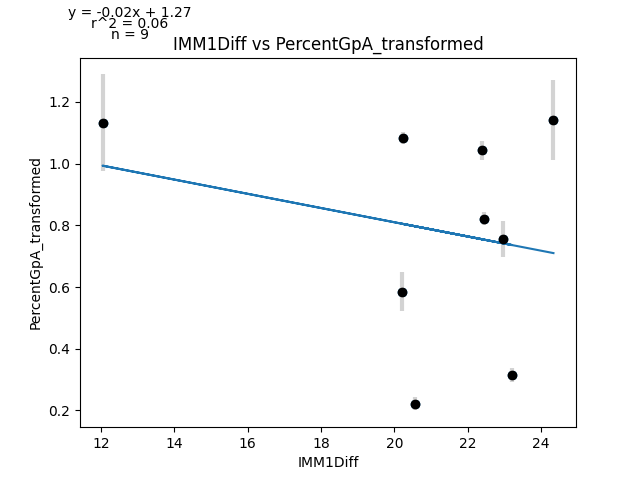 y = -0.02x + 1.27
r^2 = 0.06
n = 9
IMM1Diff vs PercentGpA_transformed
PercentGpA_transformed
1.2
1.0
0.8
0.6
0.4
0.2
12 14 16 18 20 22 24
IMM1Diff